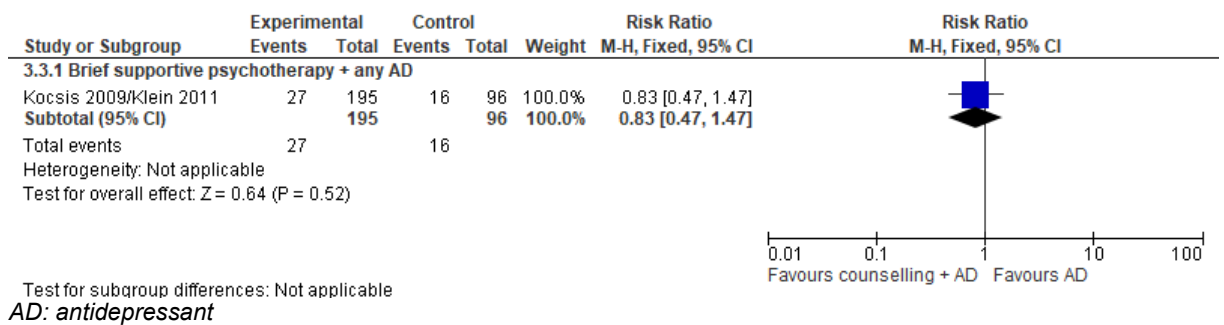 Experimental Control Risk Ratio Risk Ratio
Study or Subgroup Events Total Events Total Weight M-H, Fixed, 95% CI M-H, Fixed, 95% CI
3.3.1 Brief supportive psychotherapy + any AD
Kocsis 2009/Klein 2011 27 195 16 96 100.0% 0.83 [0.47, 1.47]
Subtotal (95% CI) 195 96 100.0% 0.83 [0.47, 1.47]
Total events 27 16
Heterogeneity: Not applicable
Test for overall effect: Z = 0.64 (P = 0.52)
0.01 0.1 1 10 100
Favours counselling + AD Favours AD
Test for subgroup differences: Not applicable
AD: antidepressant